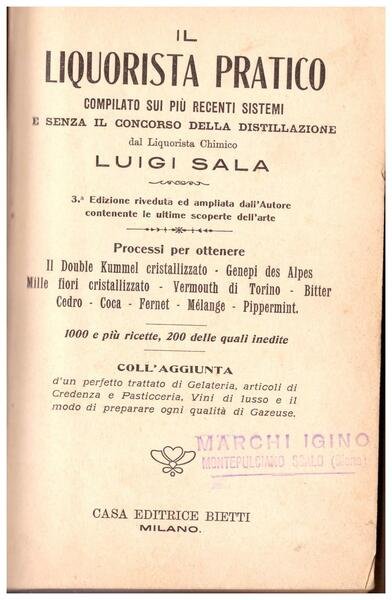 IL
LIQUORISTA PRATICO
COMPILATO SUI PIÙ RECENTI SISTEMI
E SENZA IL CONCORSO DELLA DISTILLAZIONE
dal Liquorista Chimico
LUIGI SALA
3.ª Edizione riveduta ed ampliata dall'Autore
contenente le ultime scoperte dell'arte
Processi per ottenere
Il Double Kummel cristallizzato - Genepi des Alpes
Mille fiori cristallizzato - Vermouth di Torino - Bitter
Cedro - Coca - Fernet - Mélange - Pippermint.
1000 e più ricette, 200 delle quali inedite
COLL'AGGIUNTA
d'un perfetto trattato di Gelateria, articoli di
Credenza e Pasticceria, Vini di lusso e il
modo di preparare ogni qualità di Gazeuse.
MARCHI IGINO
MONTEPULCIANO SCALO (Siena)
CASA EDITRICE BIETTI
MILANO.